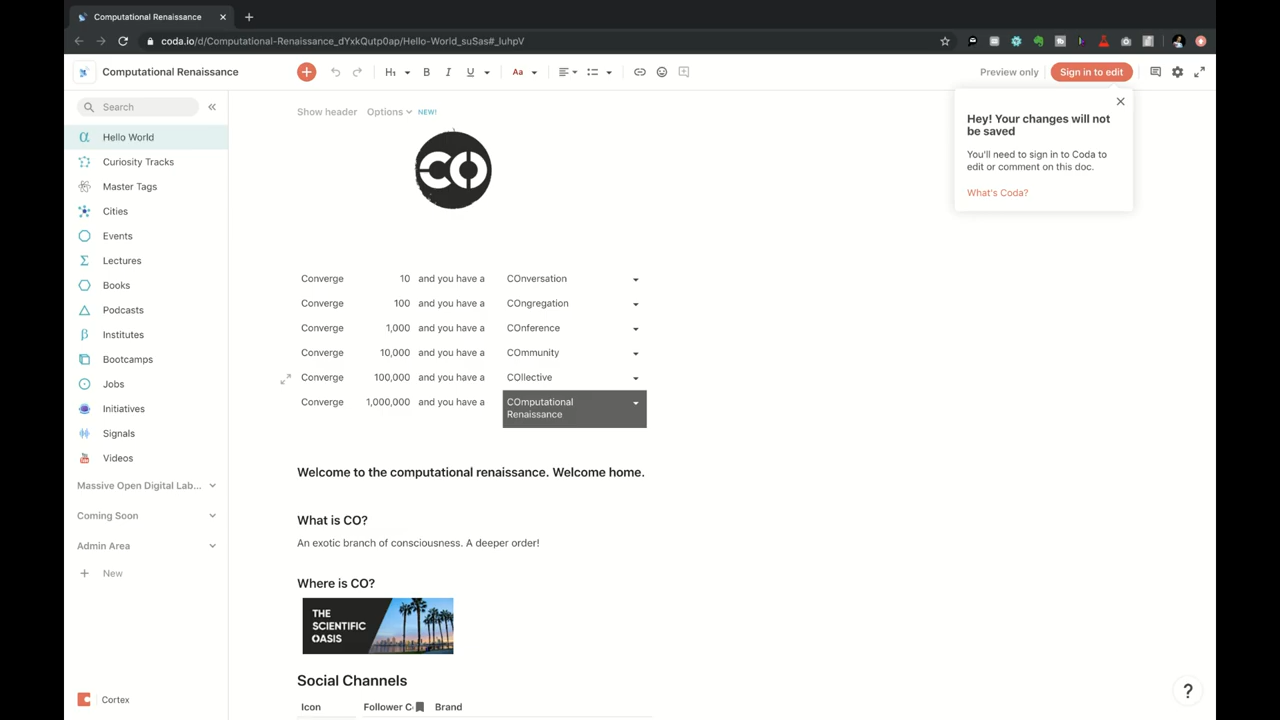 Computational Renaissance
coda.io/d/Computational-Renaissance_dYxkQutp0ap/Hello-World_suSas#_luhpV
Computational Renaissance
H1 B I U Aa
Preview only Sign in to edit
Search
Hello World
Curiosity Tracks
Master Tags
Cities
Events
Lectures
Books
Podcasts
Institutes
Bootcamps
Jobs
Initiatives
Signals
Videos
Massive Open Digital Lab...
Coming Soon
Admin Area
+ New
Cortex
Show header Options NEW!
CO
Converge 10 and you have a COnversation
Converge 100 and you have a COngregation
Converge 1,000 and you have a COnference
Converge 10,000 and you have a COmmunity
Converge 100,000 and you have a COllective
Converge 1,000,000 and you have a COmputational
Renaissance
Welcome to the computational renaissance. Welcome home.
What is CO?
An exotic branch of consciousness. A deeper order!
Where is CO?
THE
SCIENTIFIC
OASIS
Social Channels
Icon Follower C Brand
Hey! Your changes will not
be saved
You'll need to sign in to Coda to
edit or comment on this doc.
What's Coda?
?